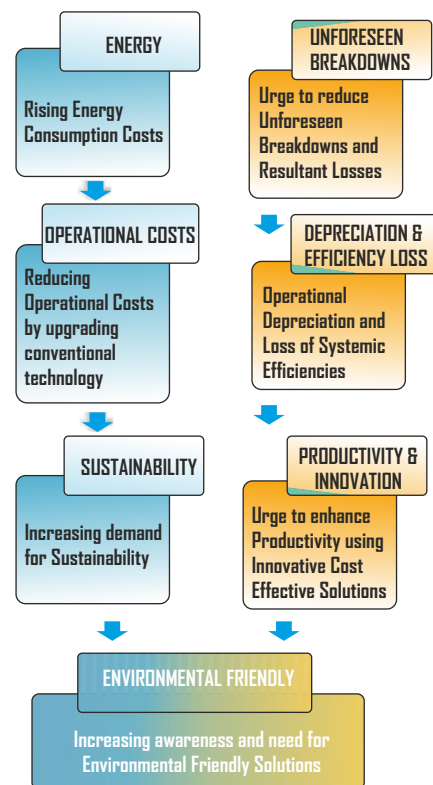 ENERGY
Rising Energy
Consumption Costs
OPERATIONAL COSTS
Reducing
Operational Costs
by upgrading
conventional
technology
SUSTAINABILITY
Increasing demand
for Sustainability
UNFORESEEN
BREAKDOWNS
Urge to reduce
Unforeseen
Breakdowns and
Resultant Losses
DEPRECIATION &
EFFICIENCY LOSS
Operational
Depreciation and
Loss of Systemic
Efficiencies
PRODUCTIVITY &
INNOVATION
Urge to enhance
Productivity using
Innovative Cost
Effective Solutions
ENVIRONMENTAL FRIENDLY
Increasing awareness and need for
Environmental Friendly Solutions